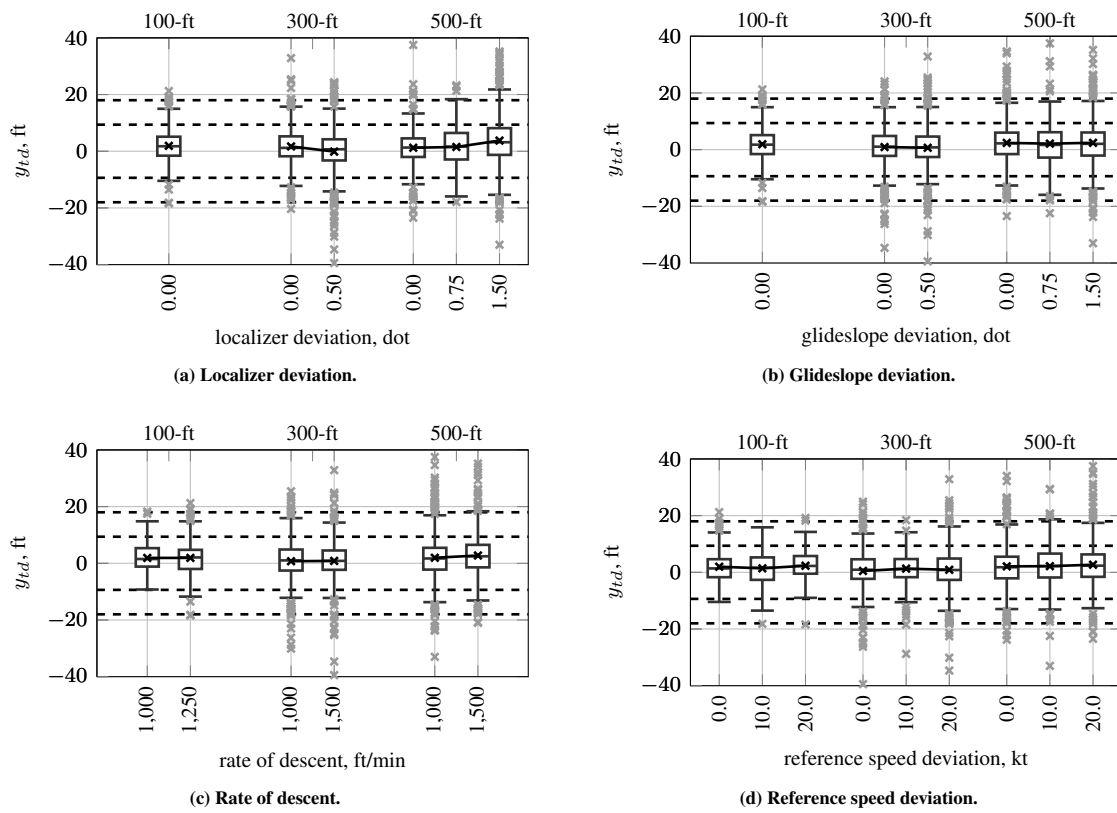 100-ft 300-ft 500-ft
40
20
0
−20
−40
y_td, ft
0.00 0.00 0.50 0.00 0.75 1.50
localizer deviation, dot
(a) Localizer deviation.
100-ft 300-ft 500-ft
40
20
0
−20
−40
y_td, ft
0.00 0.00 0.50 0.00 0.75 1.50
glideslope deviation, dot
(b) Glideslope deviation.
100-ft 300-ft 500-ft
40
20
0
−20
−40
y_td, ft
1,000 1,250 1,000 1,500 1,000 1,500
rate of descent, ft/min
(c) Rate of descent.
100-ft 300-ft 500-ft
40
20
0
−20
−40
y_td, ft
0.0 10.0 20.0 0.0 10.0 20.0 0.0 10.0 20.0
reference speed deviation, kt
(d) Reference speed deviation.